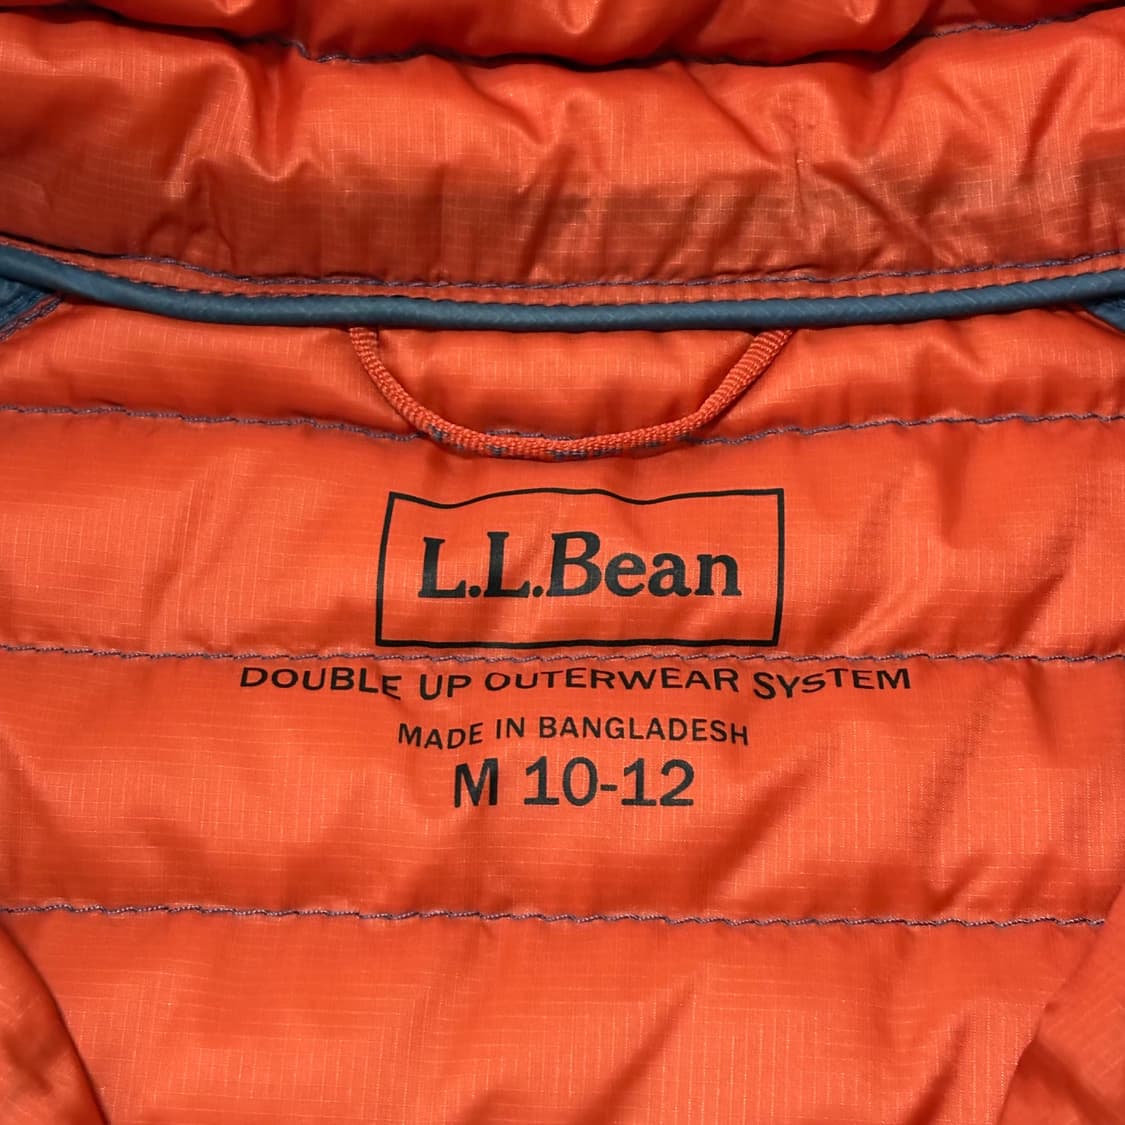 L.L.Bean
DOUBLE UP OUTERWEAR SYSTEM
MADE IN BANGLADESH
M 10-12